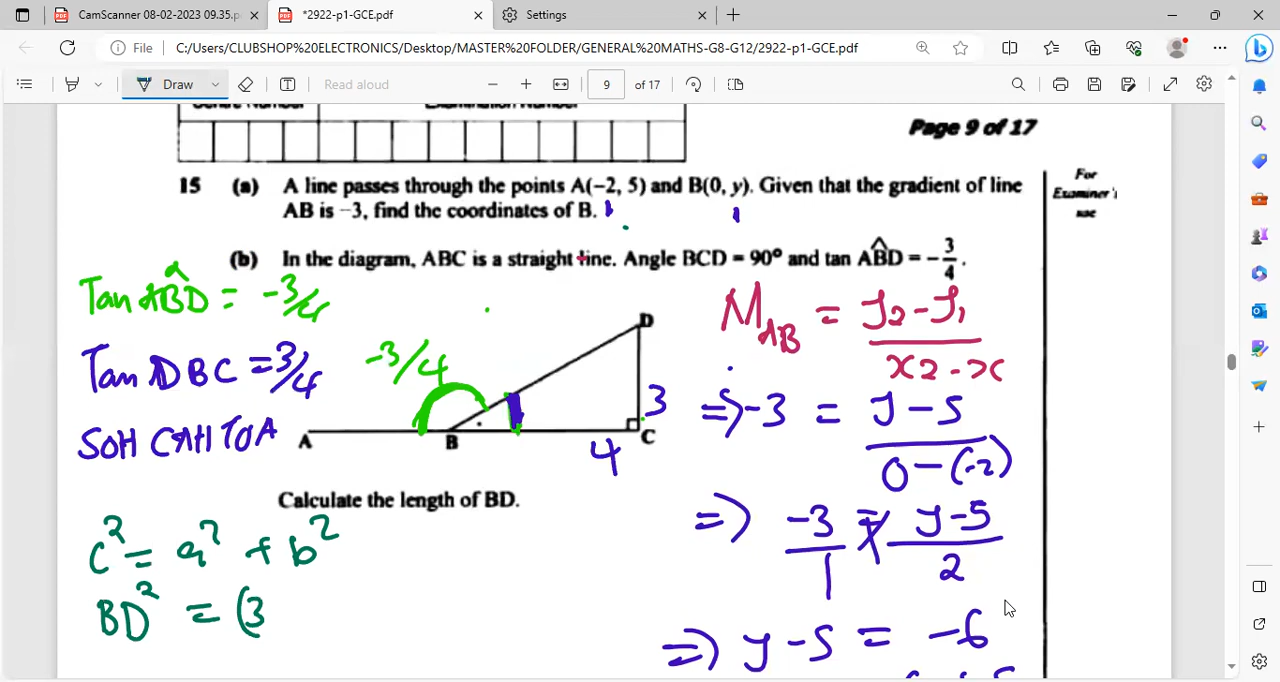 CamScanner 08-02-2023 09.35.p
*2922-p1-GCE.pdf
Settings
File
C:/Users/CLUBSHOP%20ELECTRONICS/Desktop/MASTER%20FOLDER/GENERAL%20MATHS-G8-G12/2922-p1-GCE.pdf
Draw
Read aloud
9 of 17
Centre Number Examination Number
Page 9 of 17
For
Examiner's
use
15 (a) A line passes through the points A(−2, 5) and B(0, y). Given that the gradient of line
AB is −3, find the coordinates of B.
(b) In the diagram, ABC is a straight line. Angle BCD = 90° and tan AB̂D = −3/4.
Tan AB̂D = -3/4
Tan DBC = 3/4
SOH CAH TOA
-3/4
A B C D
3
4
Calculate the length of BD.
c² = a² + b²
BD² = (3
M_AB = y2 - y1 / x2 - x
=> -3 = y - 5 / 0 - (-2)
=> -3/1 = y - 5 / 2
=> y - 5 = -6